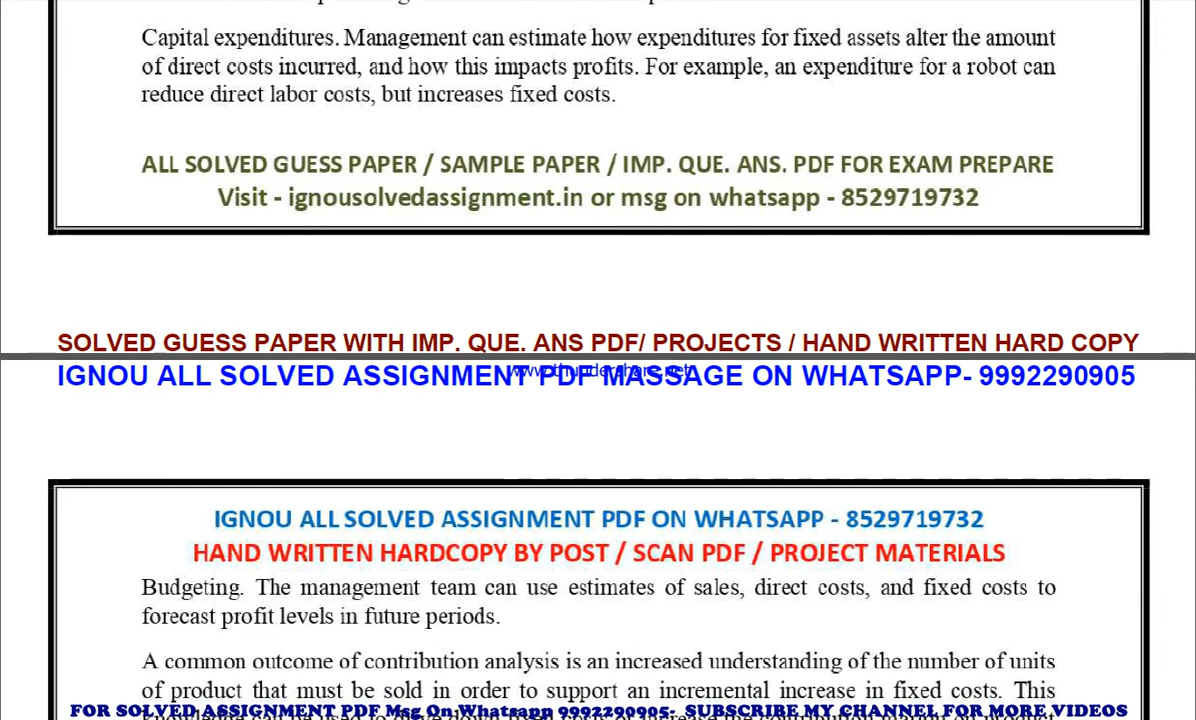 Capital expenditures. Management can estimate how expenditures for fixed assets alter the amount
of direct costs incurred, and how this impacts profits. For example, an expenditure for a robot can
reduce direct labor costs, but increases fixed costs.
ALL SOLVED GUESS PAPER / SAMPLE PAPER / IMP. QUE. ANS. PDF FOR EXAM PREPARE
Visit - ignousolvedassignment.in or msg on whatsapp - 8529719732
SOLVED GUESS PAPER WITH IMP. QUE. ANS PDF/ PROJECTS / HAND WRITTEN HARD COPY
IGNOU ALL SOLVED ASSIGNMENT PDF MASSAGE ON WHATSAPP- 9992290905
IGNOU ALL SOLVED ASSIGNMENT PDF ON WHATSAPP - 8529719732
HAND WRITTEN HARDCOPY BY POST / SCAN PDF / PROJECT MATERIALS
Budgeting. The management team can use estimates of sales, direct costs, and fixed costs to
forecast profit levels in future periods.
A common outcome of contribution analysis is an increased understanding of the number of units
of product that must be sold in order to support an incremental increase in fixed costs. This
FOR SOLVED ASSIGNMENT PDF Msg On Whatsapp 9992290905- SUBSCRIBE MY CHANNEL FOR MORE VIDEOS